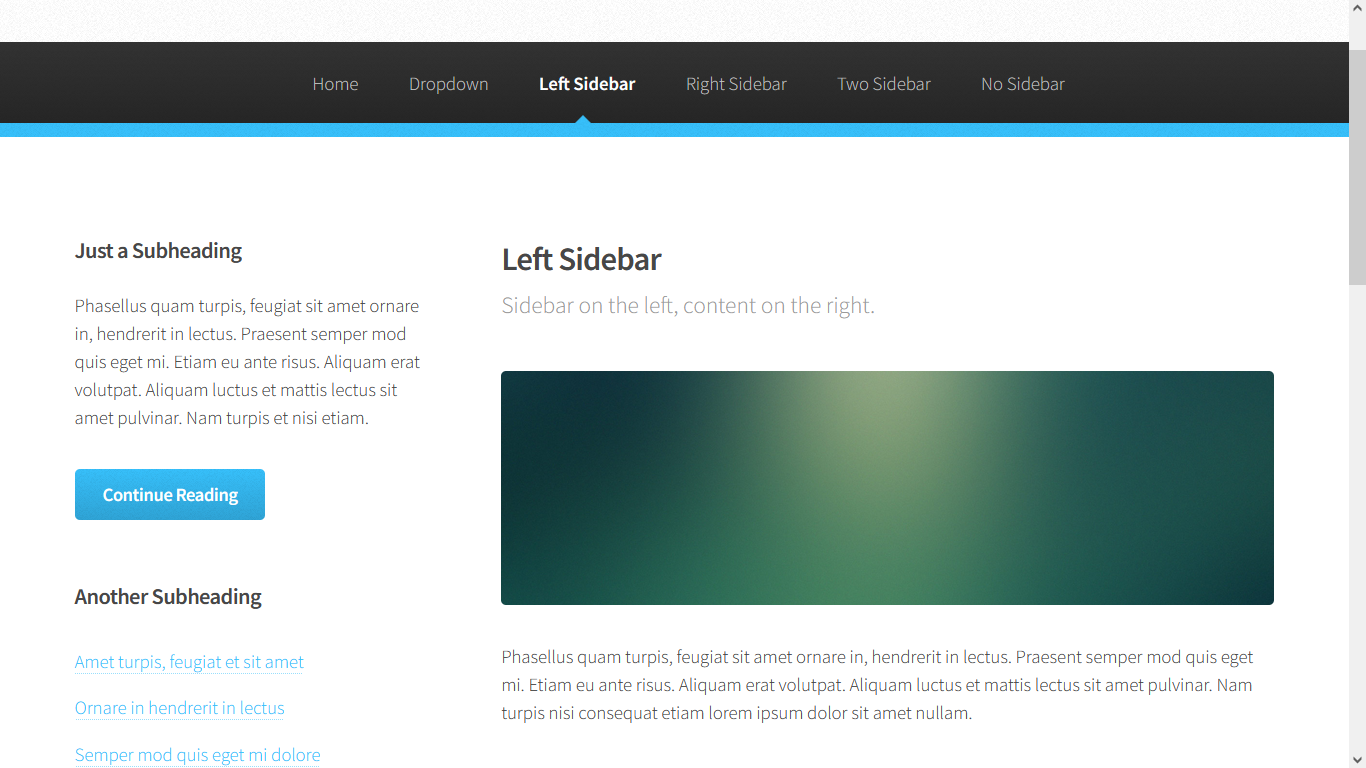 Home Dropdown Left Sidebar Right Sidebar Two Sidebar No Sidebar
Just a Subheading
Phasellus quam turpis, feugiat sit amet ornare
in, hendrerit in lectus. Praesent semper mod
quis eget mi. Etiam eu ante risus. Aliquam erat
volutpat. Aliquam luctus et mattis lectus sit
amet pulvinar. Nam turpis et nisi etiam.
Continue Reading
Another Subheading
Amet turpis, feugiat et sit amet
Ornare in hendrerit in lectus
Semper mod quis eget mi dolore
Left Sidebar
Sidebar on the left, content on the right.
Phasellus quam turpis, feugiat sit amet ornare in, hendrerit in lectus. Praesent semper mod quis eget
mi. Etiam eu ante risus. Aliquam erat volutpat. Aliquam luctus et mattis lectus sit amet pulvinar. Nam
turpis nisi consequat etiam lorem ipsum dolor sit amet nullam.